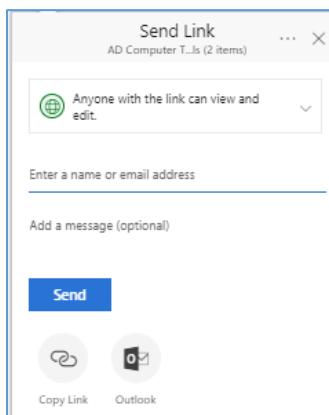 Send Link
AD Computer T...ls (2 items)
Anyone with the link can view and
edit.
Enter a name or email address
Add a message (optional)
Send
Copy Link
Outlook